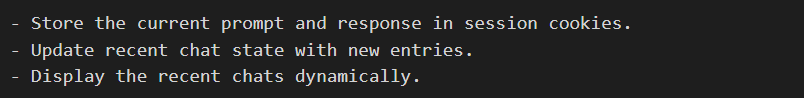 - Store the current prompt and response in session cookies.
- Update recent chat state with new entries.
- Display the recent chats dynamically.